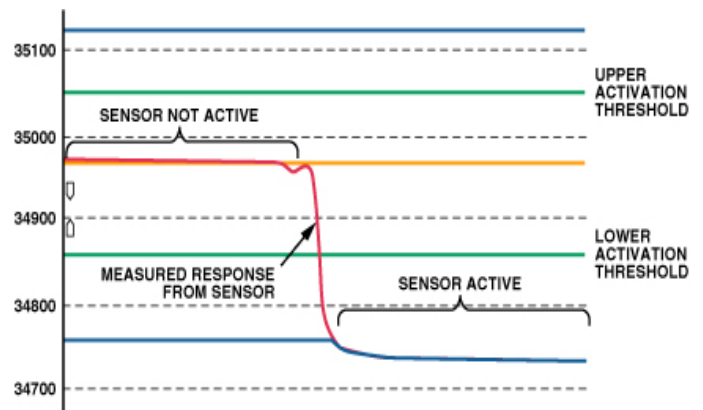 35100
UPPER
ACTIVATION
THRESHOLD
SENSOR NOT ACTIVE
35000
34900
LOWER
ACTIVATION
THRESHOLD
MEASURED RESPONSE
FROM SENSOR
SENSOR ACTIVE
34800
34700